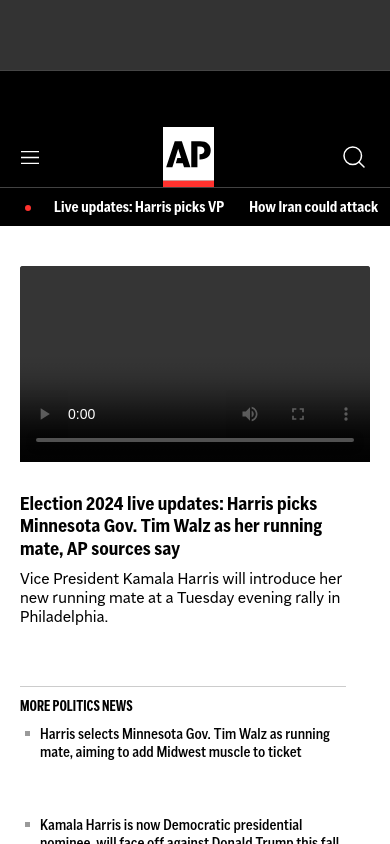 AP
Live updates: Harris picks VP
How Iran could attack
0:00
Election 2024 live updates: Harris picks
Minnesota Gov. Tim Walz as her running
mate, AP sources say
Vice President Kamala Harris will introduce her
new running mate at a Tuesday evening rally in
Philadelphia.
MORE POLITICS NEWS
Harris selects Minnesota Gov. Tim Walz as running
mate, aiming to add Midwest muscle to ticket
Kamala Harris is now Democratic presidential
nominee, will face off against Donald Trump this fall